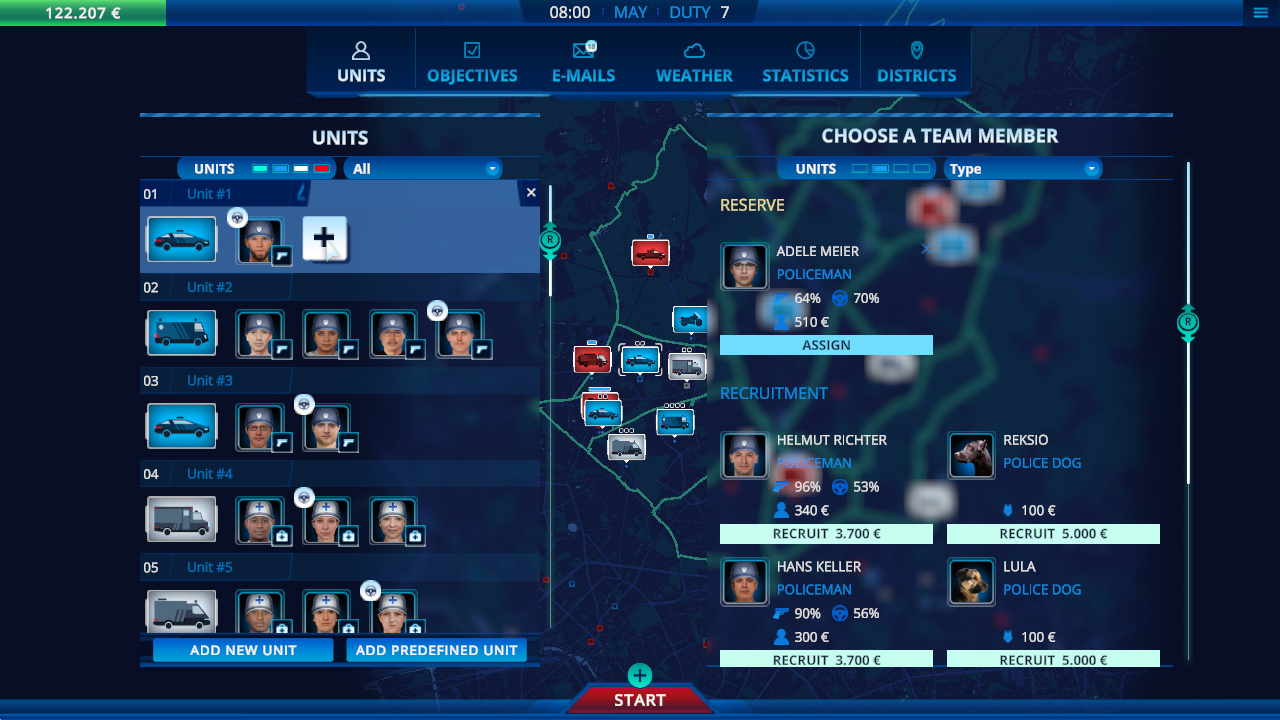 122.207 €
08:00 MAY DUTY 7
UNITS
OBJECTIVES
18
E-MAILS
WEATHER
STATISTICS
DISTRICTS
UNITS
UNITS All
01 Unit #1
02 Unit #2
03 Unit #3
04 Unit #4
05 Unit #5
ADD NEW UNIT
ADD PREDEFINED UNIT
R
START
CHOOSE A TEAM MEMBER
UNITS Type
RESERVE
ADELE MEIER
POLICEMAN
64% 70%
510 €
ASSIGN
RECRUITMENT
HELMUT RICHTER
POLICEMAN
96% 53%
340 €
RECRUIT 3.700 €
REKSIO
POLICE DOG
100 €
RECRUIT 5.000 €
HANS KELLER
POLICEMAN
90% 56%
300 €
RECRUIT 3.700 €
LULA
POLICE DOG
100 €
RECRUIT 5.000 €
R